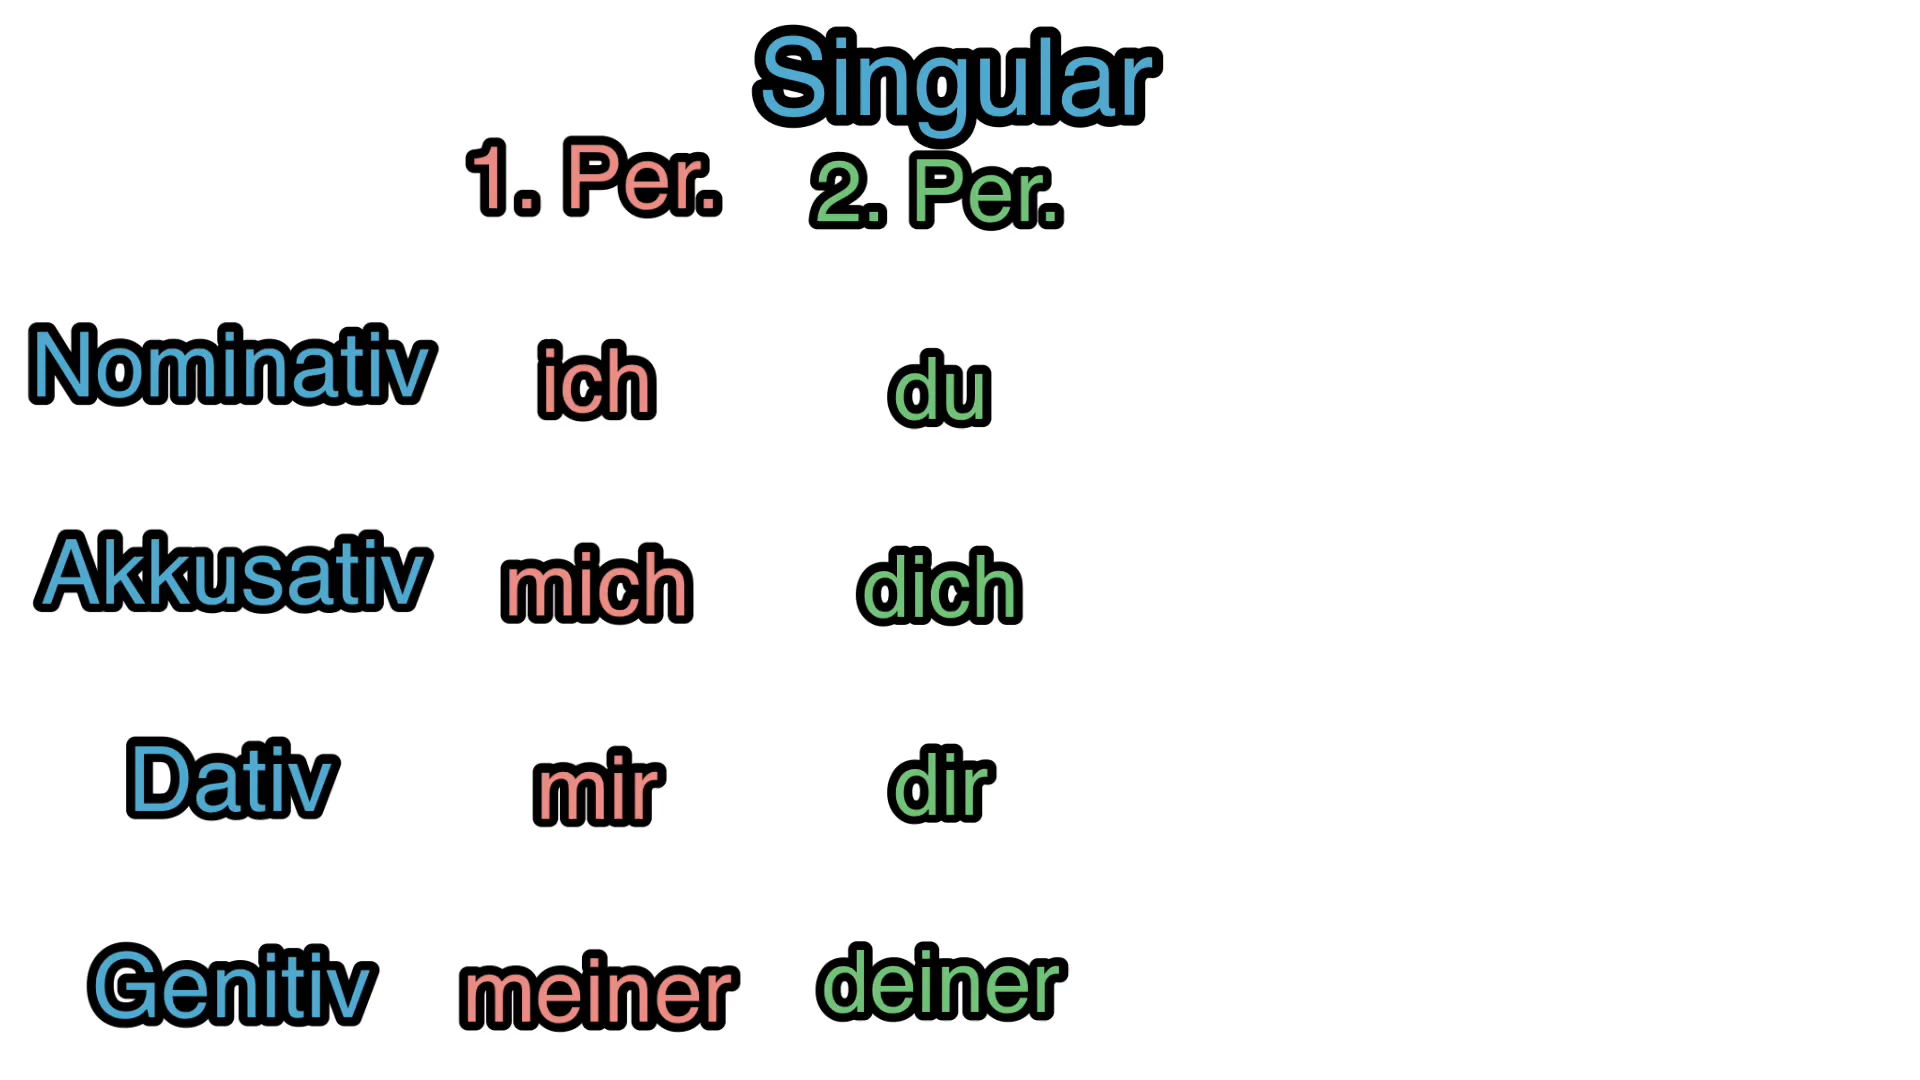 Singular
1. Per. 2. Per.
Nominativ ich du
Akkusativ mich dich
Dativ mir dir
Genitiv meiner deiner